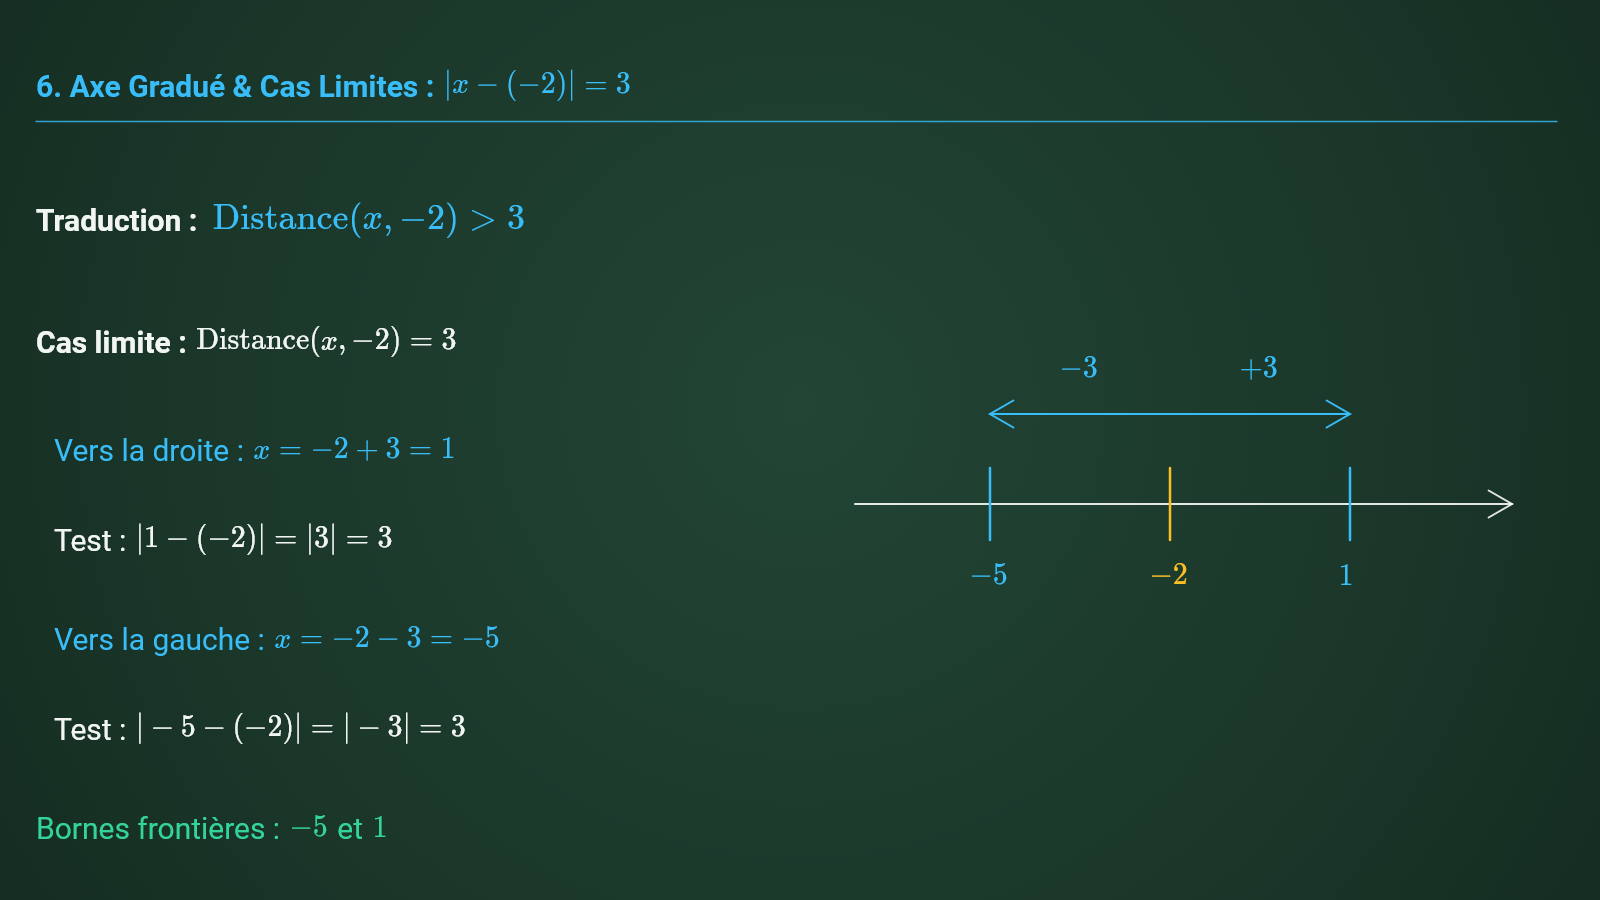 6. Axe Gradué & Cas Limites : |x − (−2)| = 3
Traduction : Distance(x, −2) > 3
Cas limite : Distance(x, −2) = 3
Vers la droite : x = −2 + 3 = 1
Test : |1 − (−2)| = |3| = 3
Vers la gauche : x = −2 − 3 = −5
Test : | − 5 − (−2)| = | − 3| = 3
Bornes frontières : −5 et 1
−3 +3
−5 −2 1